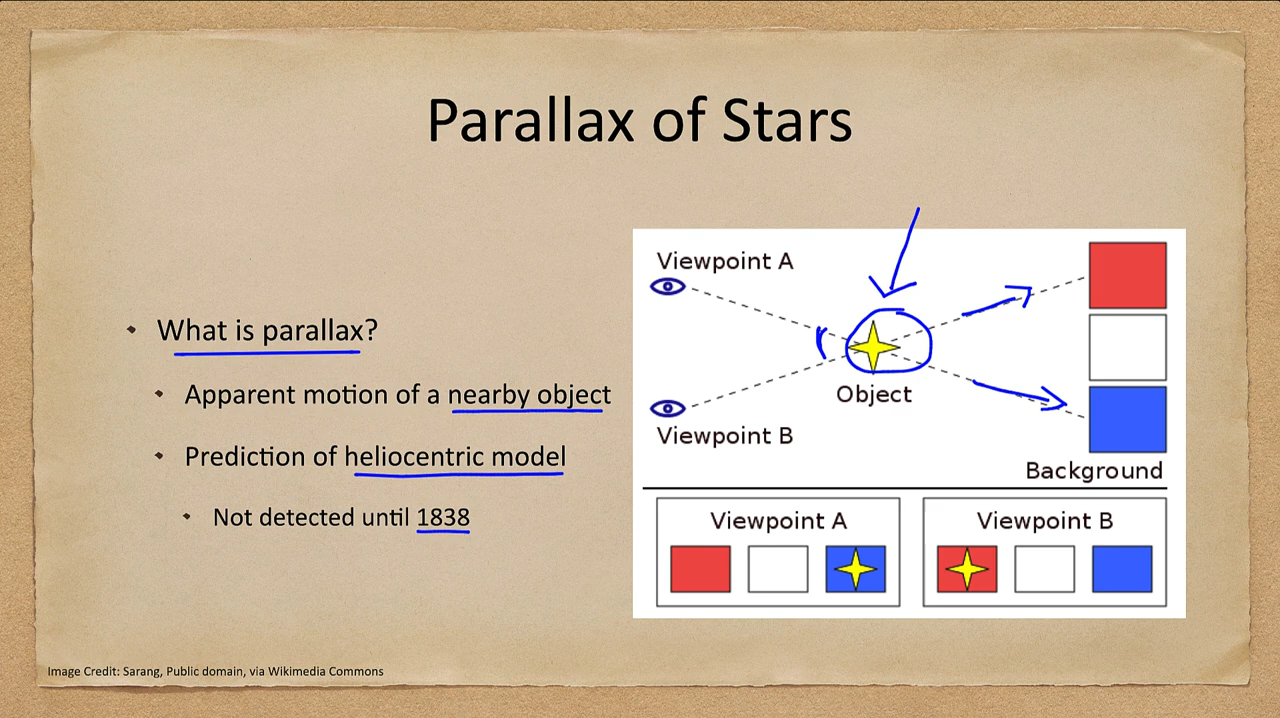 Parallax of Stars
What is parallax?
Apparent motion of a nearby object
Prediction of heliocentric model
Not detected until 1838
Viewpoint A
Object
Viewpoint B
Background
Viewpoint A
Viewpoint B
Image Credit: Sarang, Public domain, via Wikimedia Commons